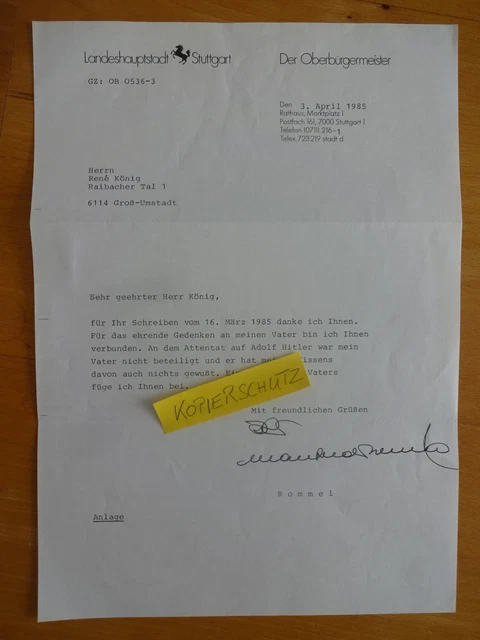 Landeshauptstadt Stuttgart
Der Oberbürgermeister
GZ: OB 0536-3
Den 3. April 1985
Rathaus, Marktplatz 1
Postfach 161, 7000 Stuttgart 1
Telefon (0711) 216-1
Telex 723219 stadt d
Herrn
René König
Raibacher Tal 1
6114 Groß-Umstadt
Sehr geehrter Herr König,
für Ihr Schreiben vom 16. März 1985 danke ich Ihnen.
Für das ehrende Gedenken an meinen Vater bin ich Ihnen
verbunden. An dem Attentat auf Adolf Hitler war mein
Vater nicht beteiligt und er hat issens
davon auch nichts gewußt. Vaters
füge ich Ihnen bei.
KOPIERSCHUTZ
Mit freundlichen Grüßen
Manfred Rommel
Rommel
Anlage